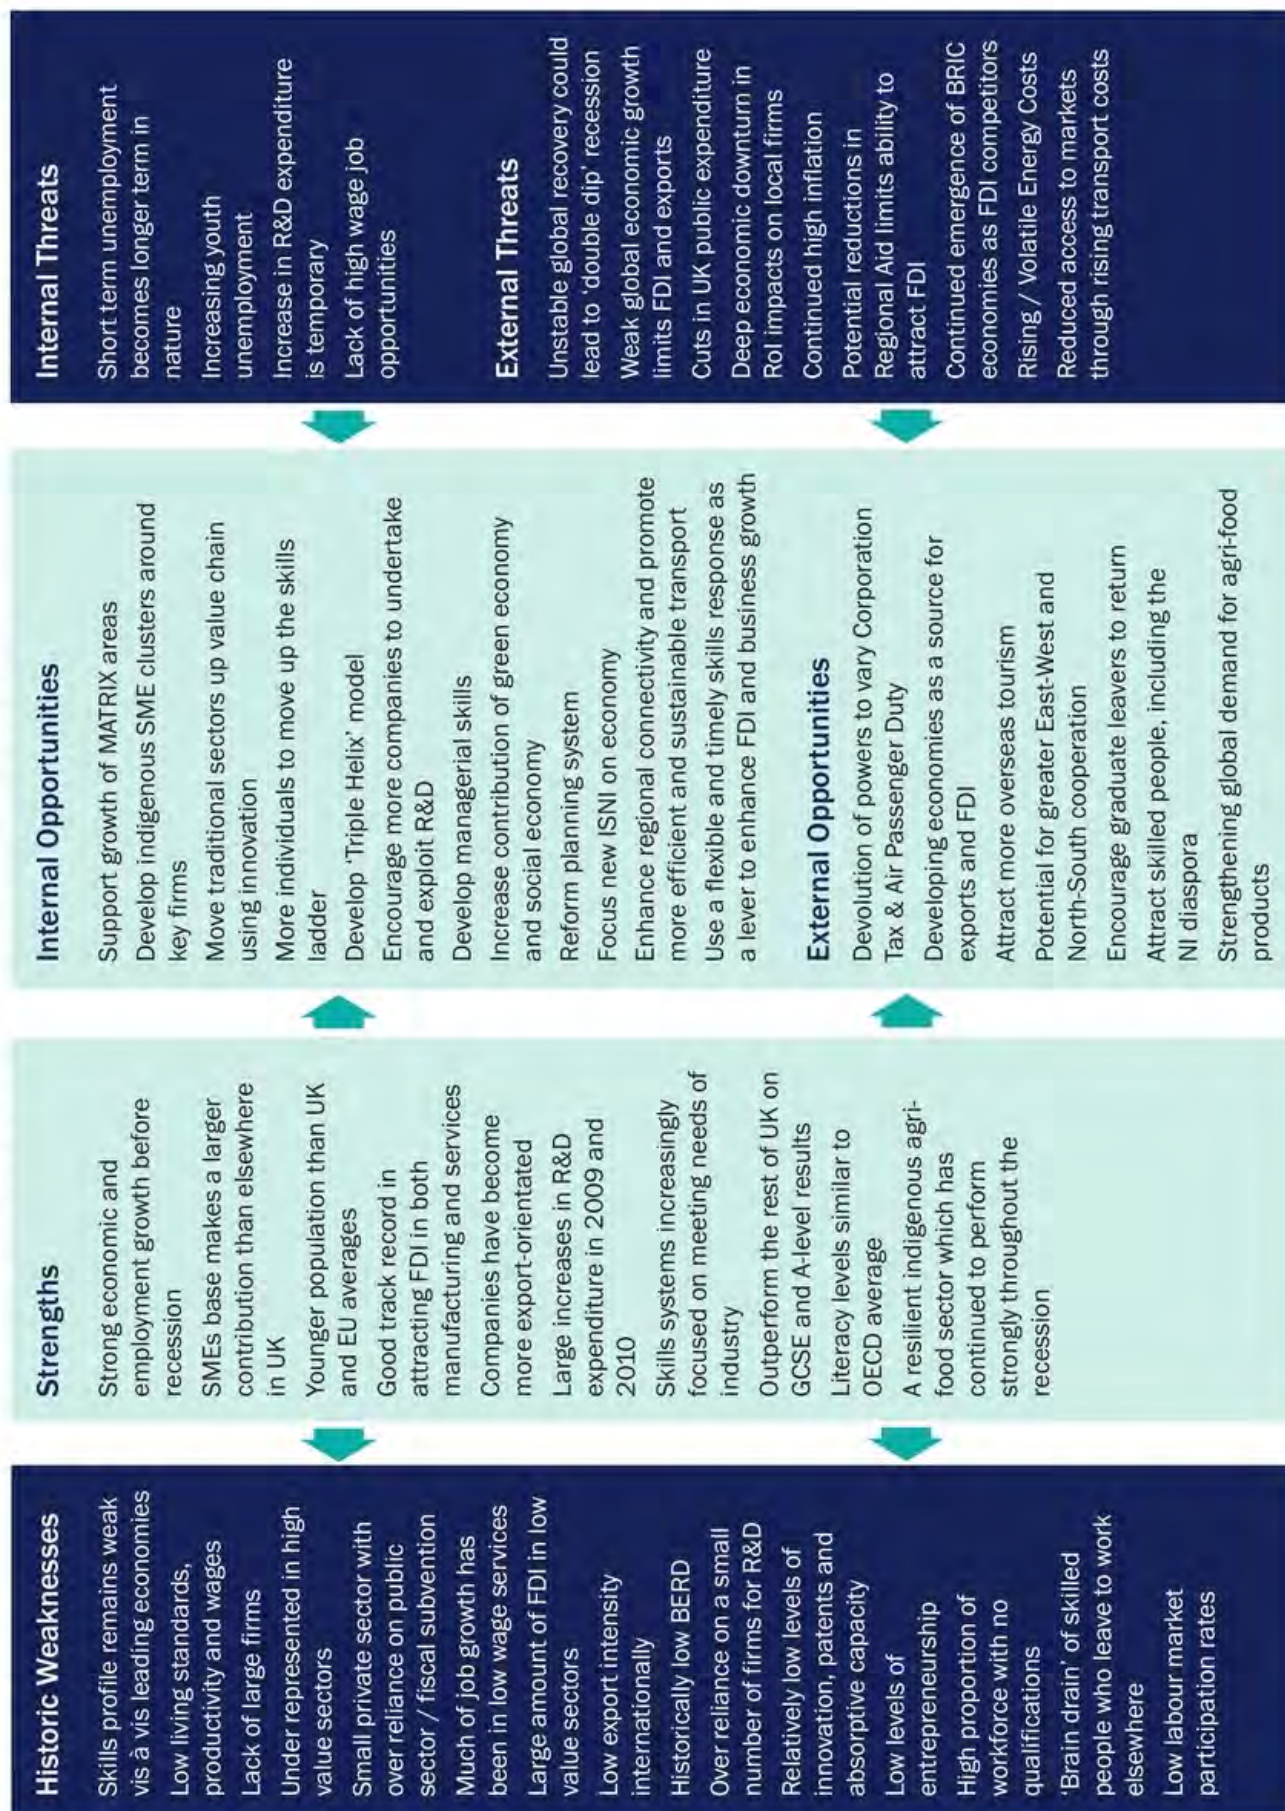 Historic Weaknesses
Skills profile remains weak
vis à vis leading economies
Low living standards,
productivity and wages
Lack of large firms
Under represented in high
value sectors
Small private sector with
over reliance on public
sector / fiscal subvention
Much of job growth has
been in low wage services
Large amount of FDI in low
value sectors
Low export intensity
internationally
Historically low BERD
Over reliance on a small
number of firms for R&D
Relatively low levels of
innovation, patents and
absorptive capacity
Low levels of
entrepreneurship
High proportion of
workforce with no
qualifications
'Brain drain' of skilled
people who leave to work
elsewhere
Low labour market
participation rates
Strengths
Strong economic and
employment growth before
recession
SMEs base makes a larger
contribution than elsewhere
in UK
Younger population than UK
and EU averages
Good track record in
attracting FDI in both
manufacturing and services
Companies have become
more export-orientated
Large increases in R&D
expenditure in 2009 and
2010
Skills systems increasingly
focused on meeting needs of
industry
Outperform the rest of UK on
GCSE and A-level results
Literacy levels similar to
OECD average
A resilient indigenous agri-
food sector which has
continued to perform
strongly throughout the
recession
Internal Opportunities
Support growth of MATRIX areas
Develop indigenous SME clusters around
key firms
Move traditional sectors up value chain
using innovation
More individuals to move up the skills
ladder
Develop 'Triple Helix' model
Encourage more companies to undertake
and exploit R&D
Develop managerial skills
Increase contribution of green economy
and social economy
Reform planning system
Focus new ISNI on economy
Enhance regional connectivity and promote
more efficient and sustainable transport
Use a flexible and timely skills response as
a lever to enhance FDI and business growth
External Opportunities
Devolution of powers to vary Corporation
Tax & Air Passenger Duty
Developing economies as a source for
exports and FDI
Attract more overseas tourism
Potential for greater East-West and
North-South cooperation
Encourage graduate leavers to return
Attract skilled people, including the
NI diaspora
Strengthening global demand for agri-food
products
Internal Threats
Short term unemployment
becomes longer term in
nature
Increasing youth
unemployment
Increase in R&D expenditure
is temporary
Lack of high wage job
opportunities
External Threats
Unstable global recovery could
lead to 'double dip' recession
Weak global economic growth
limits FDI and exports
Cuts in UK public expenditure
Deep economic downturn in
RoI impacts on local firms
Continued high inflation
Potential reductions in
Regional Aid limits ability to
attract FDI
Continued emergence of BRIC
economies as FDI competitors
Rising / Volatile Energy Costs
Reduced access to markets
through rising transport costs